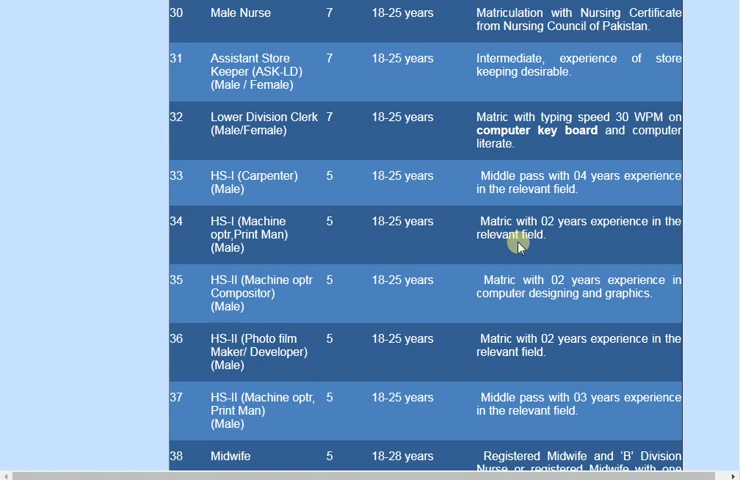 30 Male Nurse 7 18-25 years Matriculation with Nursing Certificate
from Nursing Council of Pakistan.
31 Assistant Store 7 18-25 years Intermediate, experience of store
Keeper (ASK-LD) keeping desirable.
(Male / Female)
32 Lower Division Clerk 7 18-25 years Matric with typing speed 30 WPM on
(Male/Female) computer key board and computer
literate.
33 HS-I (Carpenter) 5 18-25 years Middle pass with 04 years experience
(Male) in the relevant field.
34 HS-I (Machine 5 18-25 years Matric with 02 years experience in the
optr,Print Man) relevant field.
(Male)
35 HS-II (Machine optr 5 18-25 years Matric with 02 years experience in
Compositor) computer designing and graphics.
(Male)
36 HS-II (Photo film 5 18-25 years Matric with 02 years experience in the
Maker/ Developer) relevant field.
(Male)
37 HS-II (Machine optr, 5 18-25 years Middle pass with 03 years experience
Print Man) in the relevant field.
(Male)
38 Midwife 5 18-28 years Registered Midwife and 'B' Division
Nurse or registered Midwife with one